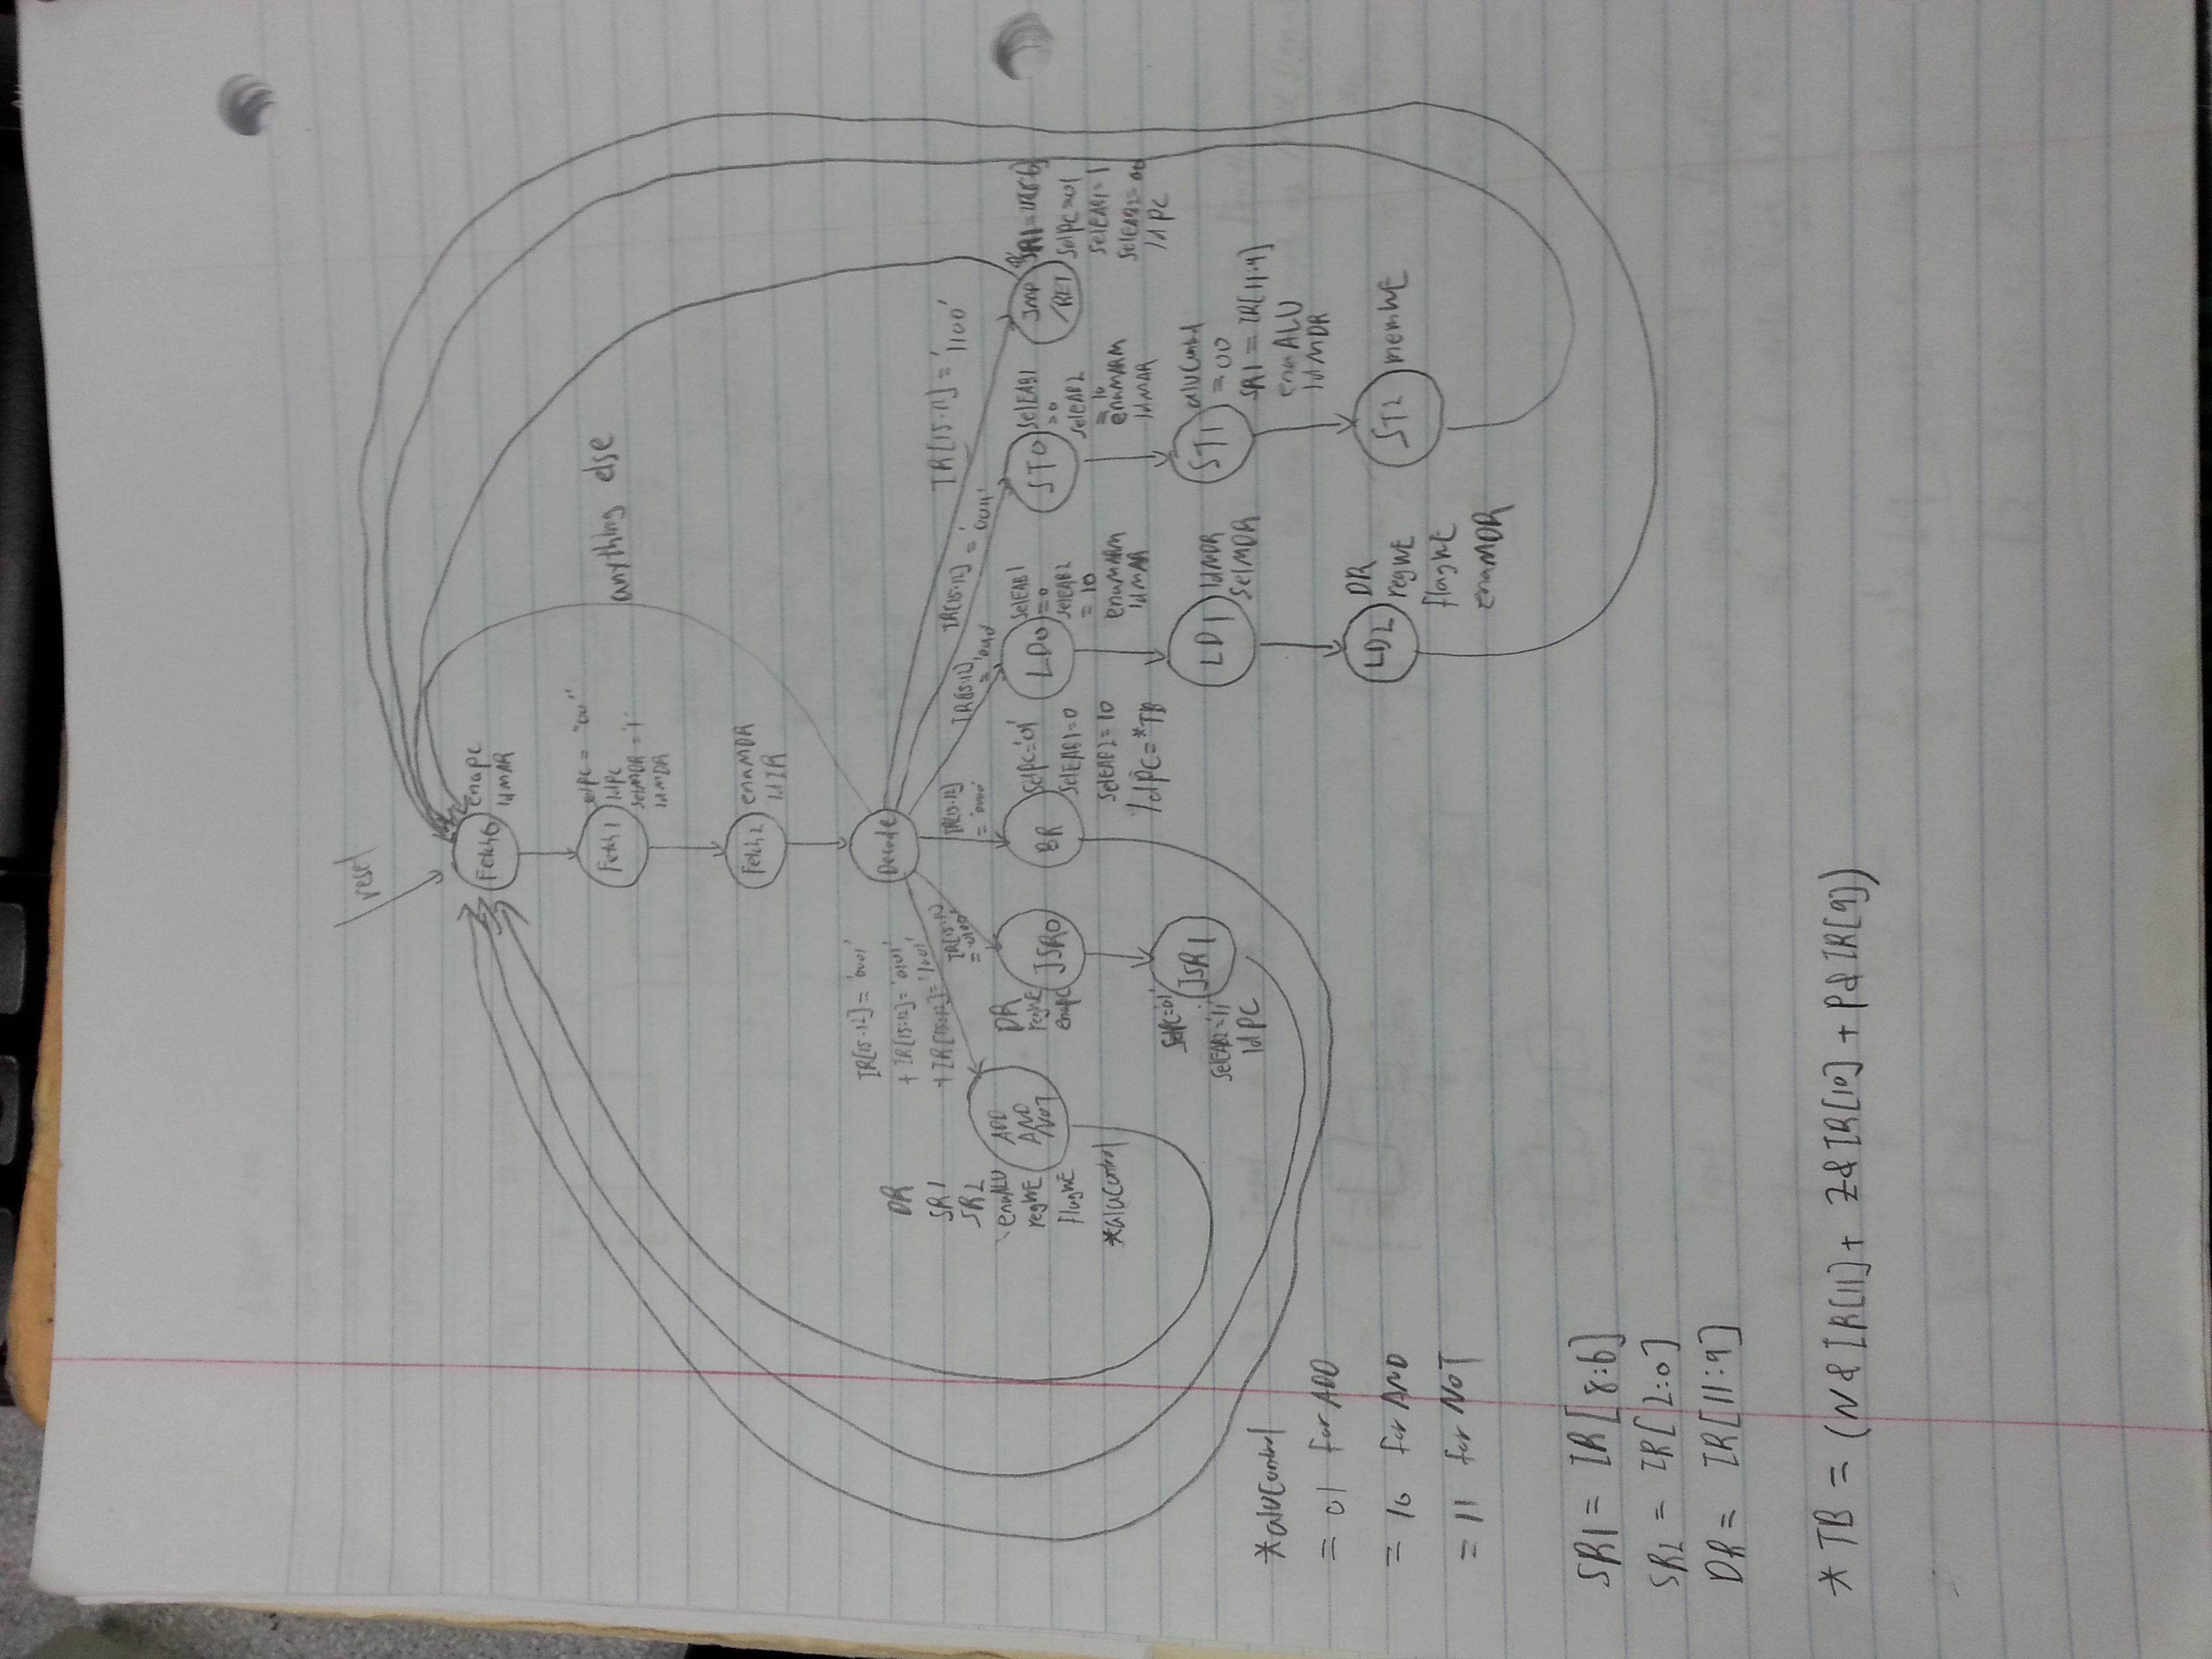 reset
Fetch0
enaPC
ldMAR
Fetch1
selPC = "00"
ldPC
selMDR = '1'
ldMDR
anything else
Fetch2
enaMDR
ldIR
Decode
IR[15:12] = '0001'
+ IR[15:12] = '0101'
+ IR[15:12] = '1001'
IR[15:12]
= '0100'
IR[15:12]
= '0000'
IR[15:12]
= '0010'
IR[15:12] = '0011'
IR[15:12] = '1100'
DR
SR1
SR2
enaALU
regWE
flagWE
*aluControl
ADD
AND
NOT
DR
regWE
enaPC
JSR0
BR
SelPC='01'
SelEAB1=0
SelEAB2=10
ldPC=*TB
LD0
SelEAB1
=0
SelEAB2
= 10
enaMARM
ldMAR
ST0
SelEAB1
=0
SelEAB2
= 10
enaMARM
ldMAR
JMP
/RET
SR1 = IR[8:6]
SelPC=01
SelEAB1=1
SelEAB2=00
ldPC
SelPC='01'
SelEAB2='11'
ldPC
JSR1
LD1
ldMDR
SelMDR
ST1
aluControl
=00
SR1 = IR[11:9]
enaALU
ldMDR
LD2
DR
regWE
flagWE
enaMDR
ST2
memWE
*aluControl
= 01 for ADD
= 10 for AND
= 11 for NOT
SR1 = IR[8:6]
SR2 = IR[2:0]
DR = IR[11:9]
* TB = (N & IR[11] + Z & IR[10] + P & IR[9])